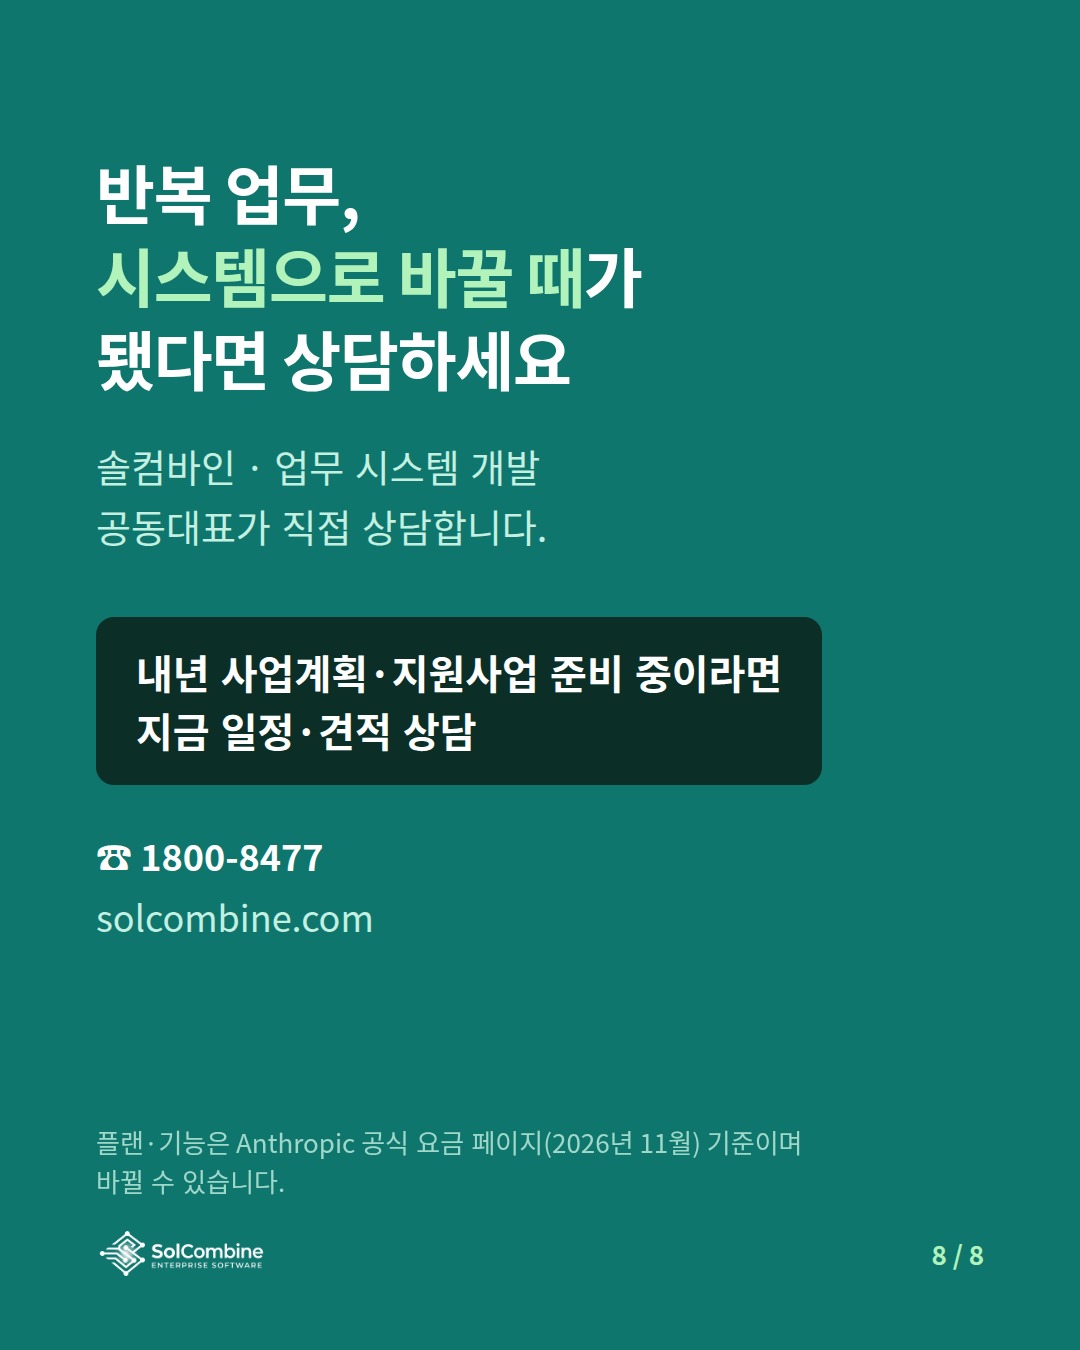 반복 업무,
시스템으로 바꿀 때가
됐다면 상담하세요
솔컴바인 · 업무 시스템 개발
공동대표가 직접 상담합니다.
내년 사업계획·지원사업 준비 중이라면
지금 일정·견적 상담
☎ 1800-8477
solcombine.com
플랜·기능은 Anthropic 공식 요금 페이지(2026년 11월) 기준이며
바뀔 수 있습니다.
SolCombine
ENTERPRISE SOFTWARE
8 / 8